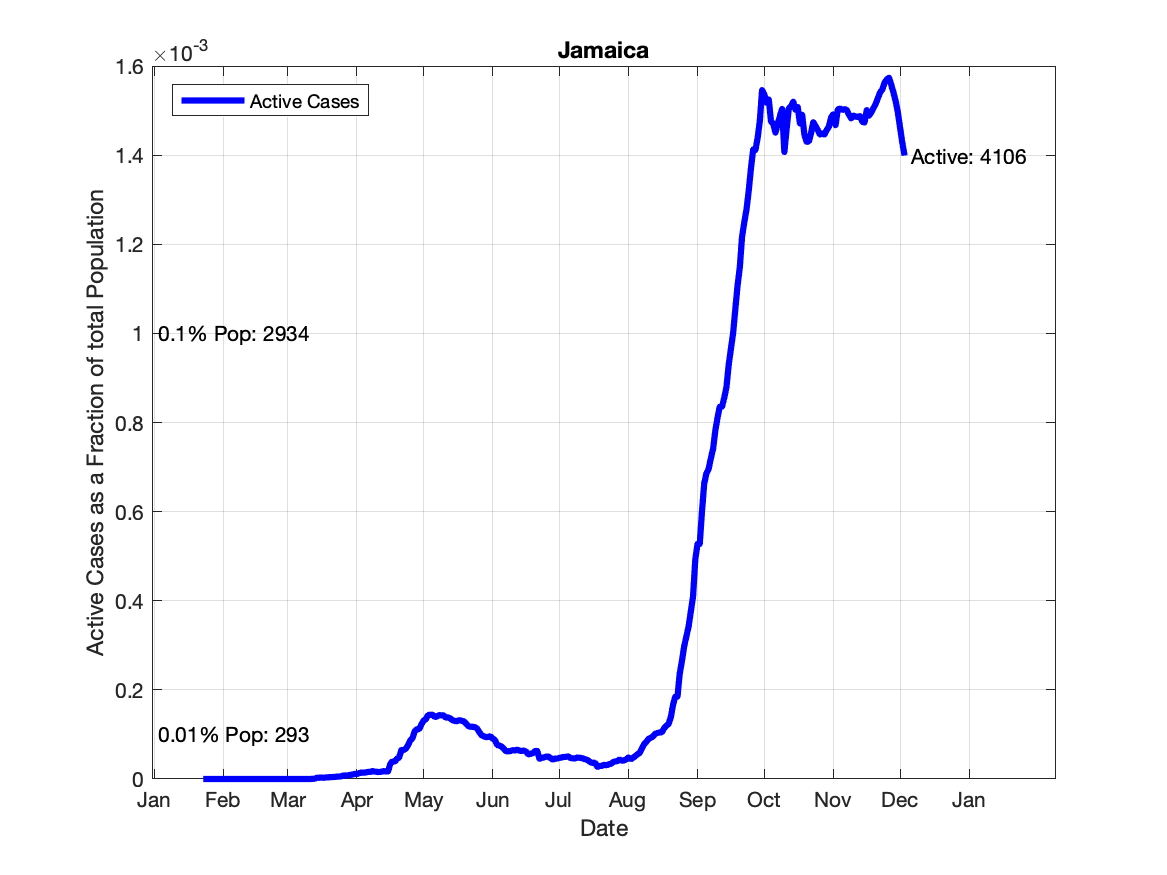 Jamaica
×10-3
1.6
1.4
1.2
1
0.8
0.6
0.4
0.2
0
Active Cases as a Fraction of total Population
Active Cases
Active: 4106
0.1% Pop: 2934
0.01% Pop: 293
Jan Feb Mar Apr May Jun Jul Aug Sep Oct Nov Dec Jan
Date